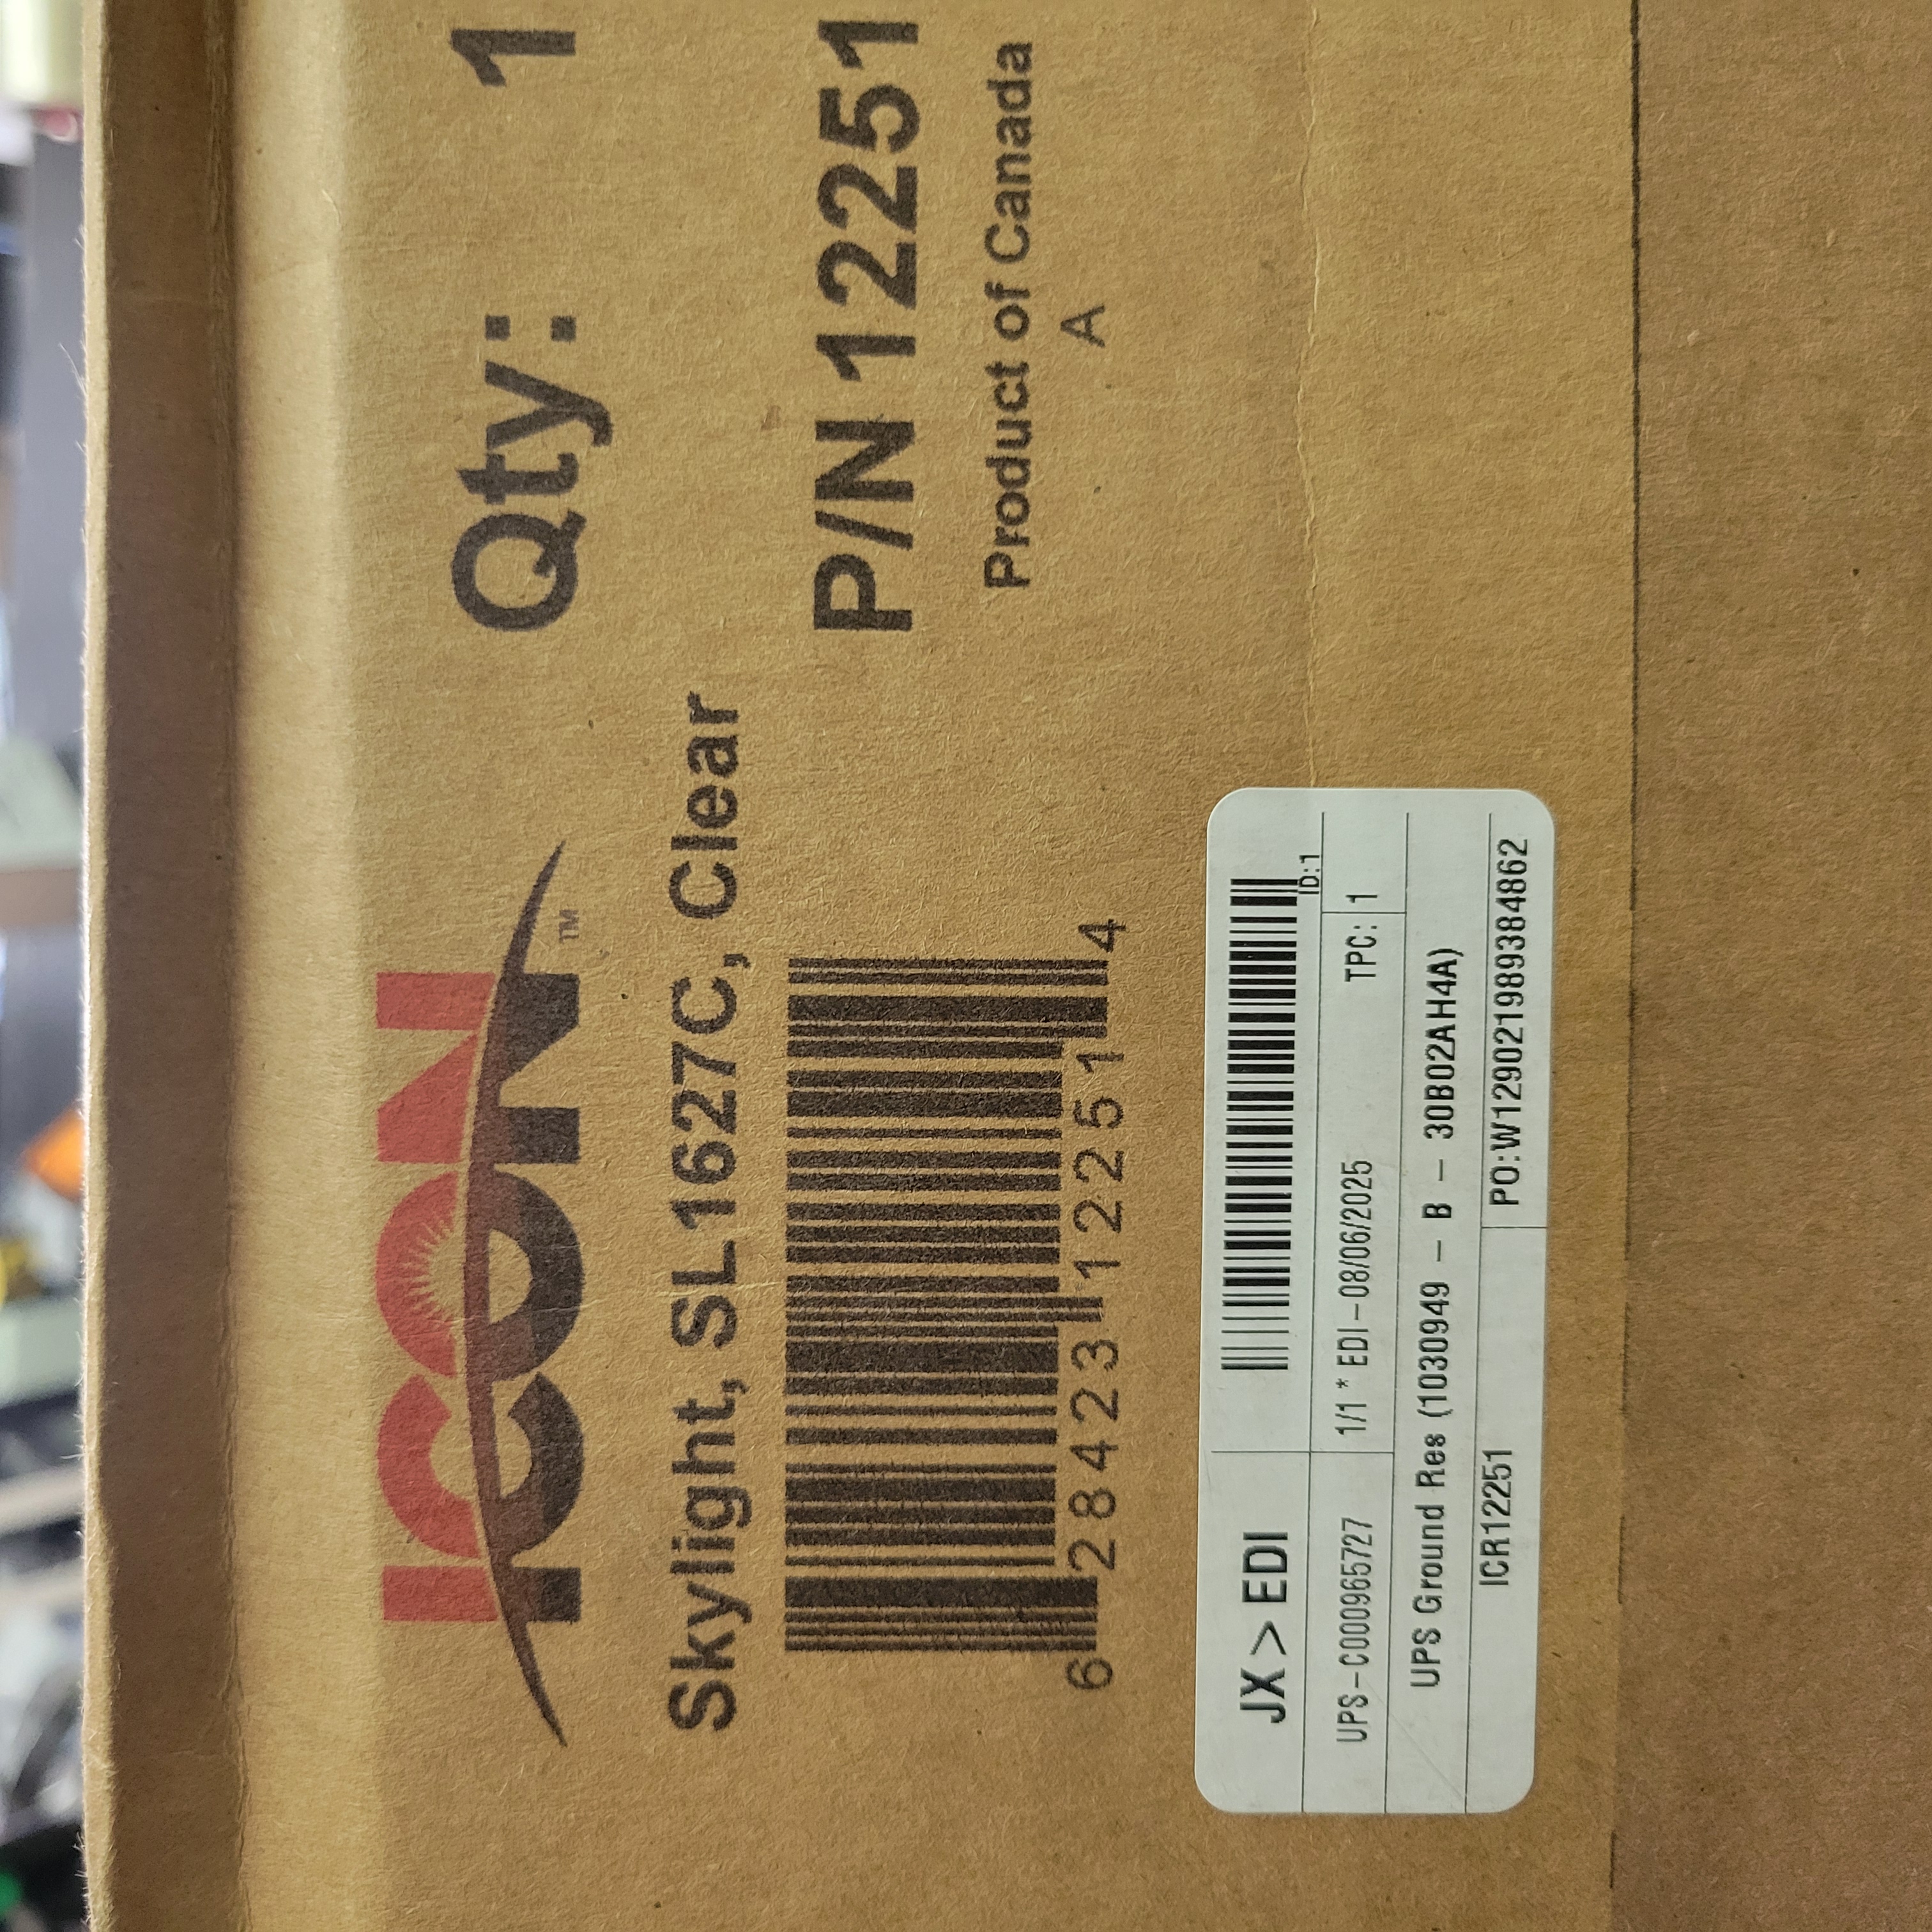 ICON™
Qty: 1
Skylight, SL1627C, Clear
P/N 12251
6 28423 12251 4
Product of Canada
A
JX > EDI
ID:1
UPS-C000965727
1/1 * EDI-08/06/2025
TPC: 1
UPS Ground Res (1030949 - B - 30B02AH4A)
ICR12251
PO:W129021989384862